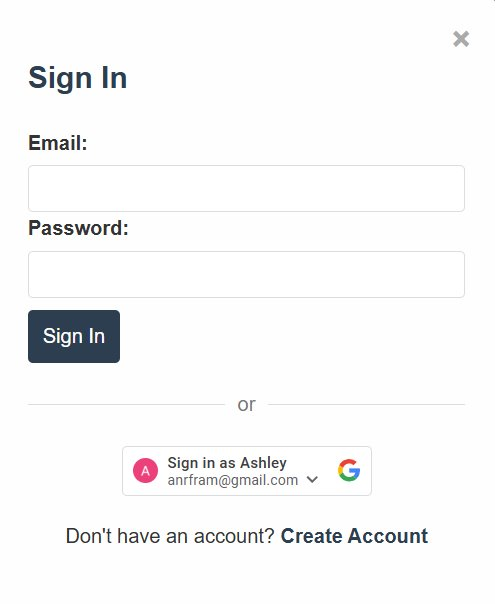 ×
Sign In
Email:
Password:
Sign In
or
A
Sign in as Ashley
anrfram@gmail.com
G
Don't have an account? Create Account